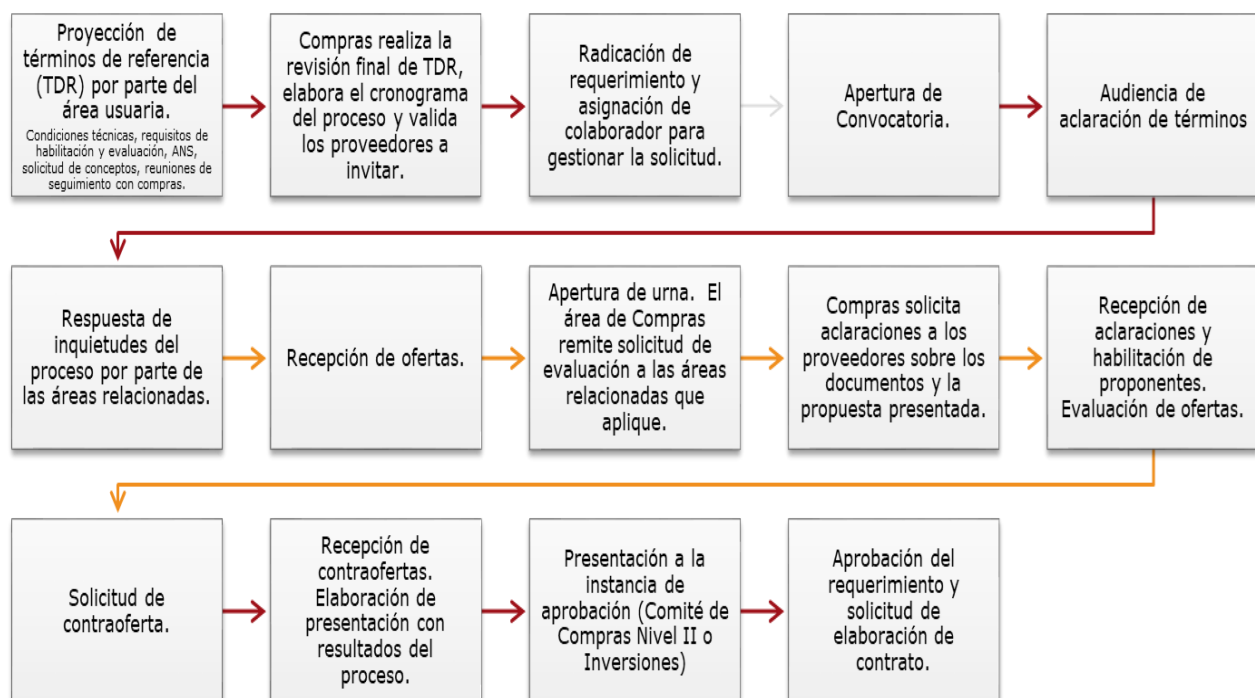 Proyección de
términos de referencia
(TDR) por parte del
área usuaria.
Condiciones técnicas, requisitos de
habilitación y evaluación, ANS,
solicitud de conceptos, reuniones de
seguimiento con compras.
Compras realiza la
revisión final de TDR,
elabora el cronograma
del proceso y valida
los proveedores a
invitar.
Radicación de
requerimiento y
asignación de
colaborador para
gestionar la solicitud.
Apertura de
Convocatoria.
Audiencia de
aclaración de términos
Respuesta de
inquietudes del
proceso por parte de
las áreas relacionadas.
Recepción de ofertas.
Apertura de urna. El
área de Compras
remite solicitud de
evaluación a las áreas
relacionadas que
aplique.
Compras solicita
aclaraciones a los
proveedores sobre los
documentos y la
propuesta presentada.
Recepción de
aclaraciones y
habilitación de
proponentes.
Evaluación de ofertas.
Solicitud de
contraoferta.
Recepción de
contraofertas.
Elaboración de
presentación con
resultados del
proceso.
Presentación a la
instancia de
aprobación (Comité de
Compras Nivel II o
Inversiones)
Aprobación del
requerimiento y
solicitud de
elaboración de
contrato.